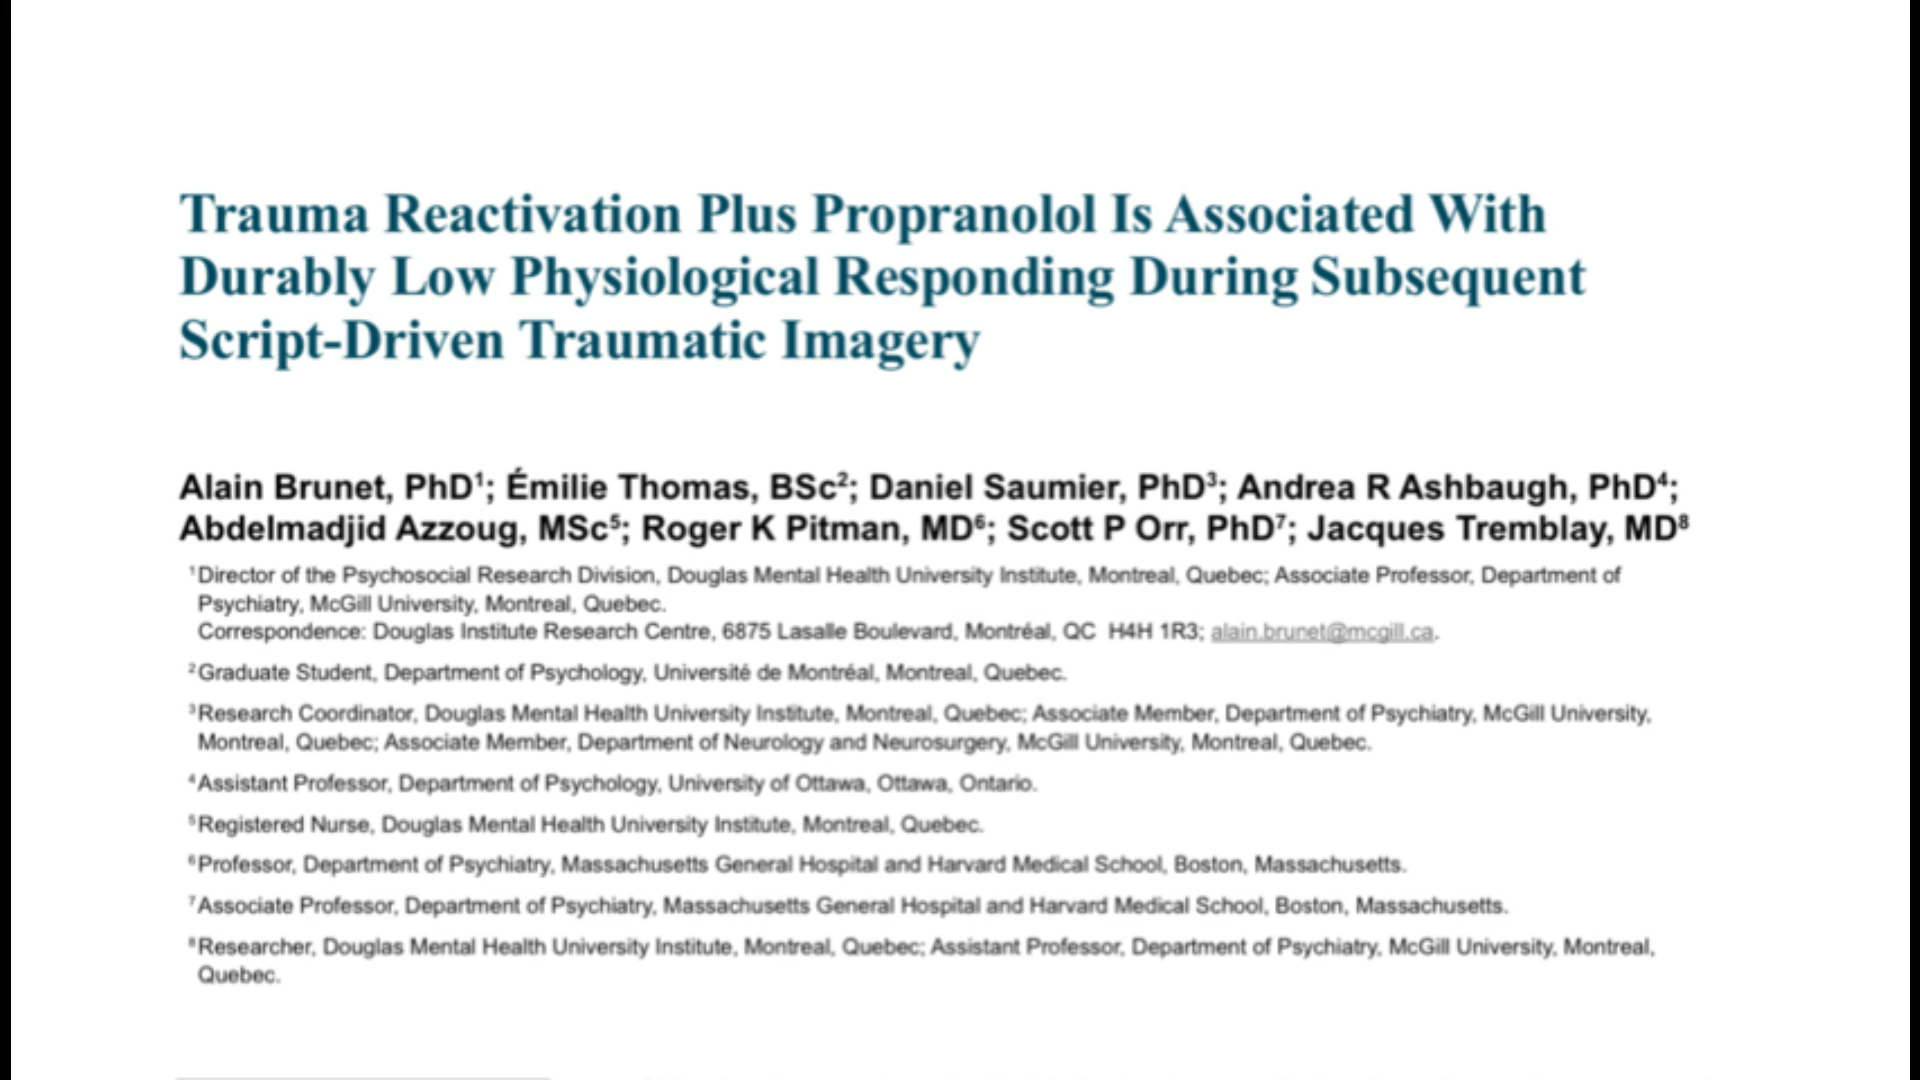 Trauma Reactivation Plus Propranolol Is Associated With
Durably Low Physiological Responding During Subsequent
Script-Driven Traumatic Imagery
Alain Brunet, PhD¹; Émilie Thomas, BSc²; Daniel Saumier, PhD³; Andrea R Ashbaugh, PhD⁴;
Abdelmadjid Azzoug, MSc⁵; Roger K Pitman, MD⁶; Scott P Orr, PhD⁷; Jacques Tremblay, MD⁸
¹Director of the Psychosocial Research Division, Douglas Mental Health University Institute, Montreal, Quebec; Associate Professor, Department of
Psychiatry, McGill University, Montreal, Quebec.
Correspondence: Douglas Institute Research Centre, 6875 Lasalle Boulevard, Montréal, QC H4H 1R3; alain.brunet@mcgill.ca.
²Graduate Student, Department of Psychology, Université de Montréal, Montreal, Quebec.
³Research Coordinator, Douglas Mental Health University Institute, Montreal, Quebec; Associate Member, Department of Psychiatry, McGill University,
Montreal, Quebec; Associate Member, Department of Neurology and Neurosurgery, McGill University, Montreal, Quebec.
⁴Assistant Professor, Department of Psychology, University of Ottawa, Ottawa, Ontario.
⁵Registered Nurse, Douglas Mental Health University Institute, Montreal, Quebec.
⁶Professor, Department of Psychiatry, Massachusetts General Hospital and Harvard Medical School, Boston, Massachusetts.
⁷Associate Professor, Department of Psychiatry, Massachusetts General Hospital and Harvard Medical School, Boston, Massachusetts.
⁸Researcher, Douglas Mental Health University Institute, Montreal, Quebec; Assistant Professor, Department of Psychiatry, McGill University, Montreal,
Quebec.